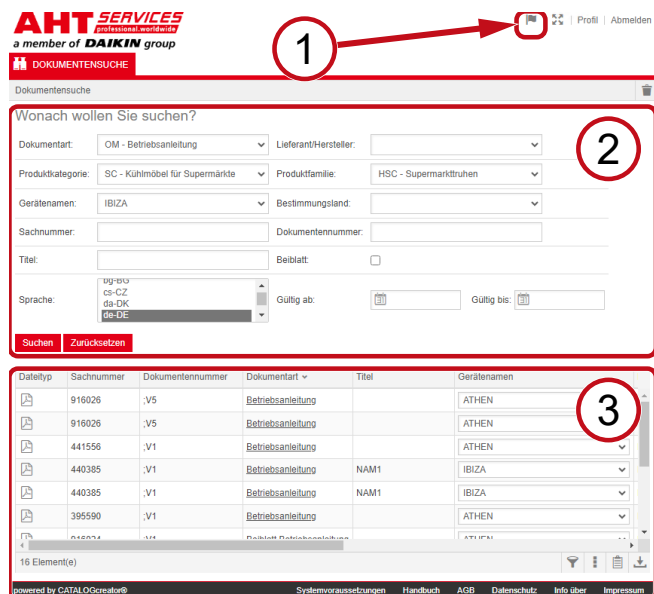 AHT SERVICES
professional.worldwide
a member of DAIKIN group
1
Profil | Abmelden
DOKUMENTENSUCHE
Dokumentensuche
Wonach wollen Sie suchen?
2
Dokumentart: OM - Betriebsanleitung Lieferant/Hersteller:
Produktkategorie: SC - Kühlmöbel für Supermärkte Produktfamilie: HSC - Supermarkttruhen
Gerätenamen: IBIZA Bestimmungsland:
Sachnummer: Dokumentennummer:
Titel: Beiblatt:
bg-BG
cs-CZ
Sprache: da-DK Gültig ab: Gültig bis:
de-DE
Suchen Zurücksetzen
Dateityp Sachnummer Dokumentennummer Dokumentart Titel Gerätenamen
3
916026 ;V5 Betriebsanleitung ATHEN
916026 ;V5 Betriebsanleitung ATHEN
441556 ;V1 Betriebsanleitung ATHEN
440385 ;V1 Betriebsanleitung NAM1 IBIZA
440385 ;V1 Betriebsanleitung NAM1 IBIZA
395590 ;V1 Betriebsanleitung ATHEN
916024 ;V1 Beiblatt Betriebsanleitung ATHEN
16 Element(e)
powered by CATALOGcreator® Systemvoraussetzungen Handbuch AGB Datenschutz Info über Impressum